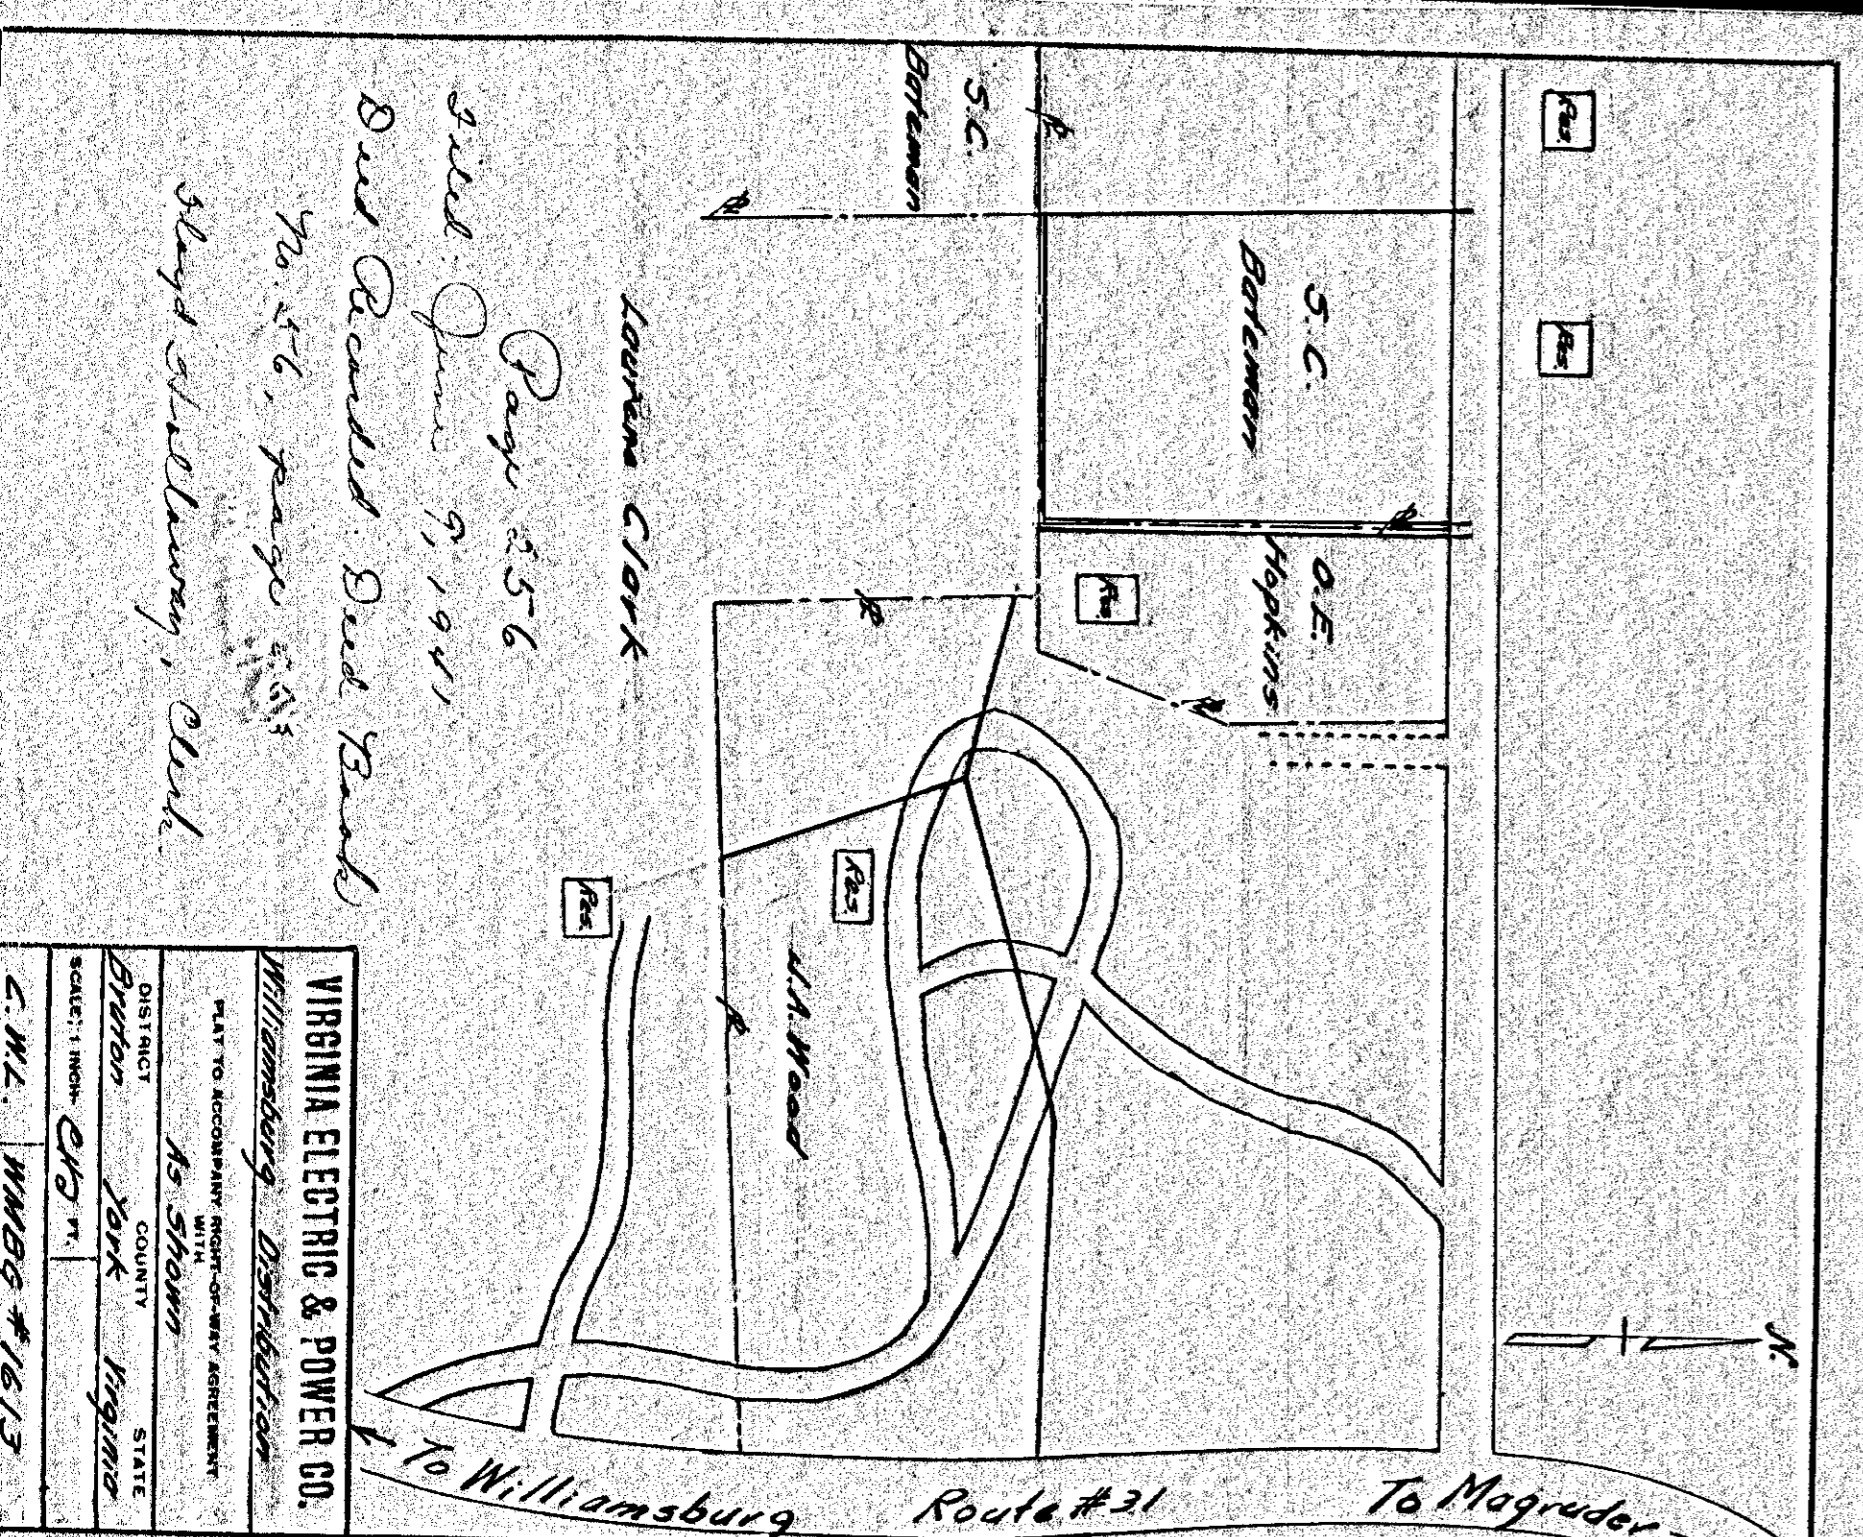 N.
Res.
Res.
S.C.
Bateman
S.C.
Bateman
O.E.
Hopkins
Res.
Lourena Clark
Res.
J.A. Wood
Res.
To Magruder
Route #31
To Williamsburg
Page 256
Filed: June 9, 1941
Deed Recorded: Deed Book
No. 56, page
Clerk
VIRGINIA ELECTRIC & POWER CO.
Williamsburg Distribution
PLAT TO ACCOMPANY RIGHT-OF-WAY AGREEMENT
WITH
As Shown
DISTRICT COUNTY STATE
Bruton York Virginia
SCALE: 1 INCH= FT.
C.W.L. WMBG #1613